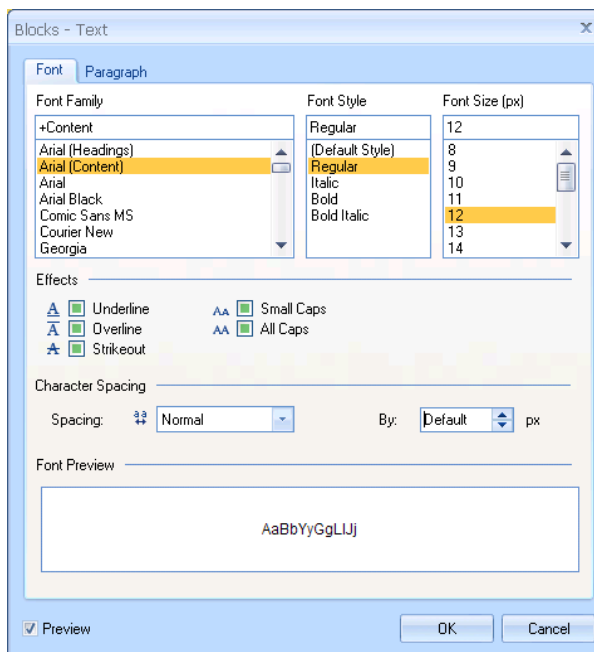 Blocks - Text
Font Paragraph
Font Family Font Style Font Size (px)
+Content Regular 12
Arial (Headings) (Default Style) 8
Arial (Content) Regular 9
Arial Italic 10
Arial Black Bold 11
Comic Sans MS Bold Italic 12
Courier New 13
Georgia 14
Effects
A Underline AA Small Caps
A Overline AA All Caps
A Strikeout
Character Spacing
Spacing: aa Normal By: Default px
Font Preview
AaBbYyGgLlJj
Preview OK Cancel